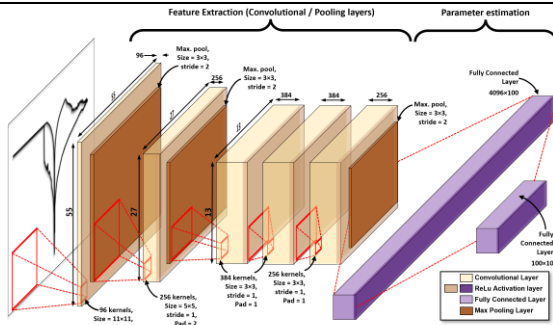 Feature Extraction (Convolutional / Pooling layers)
Parameter estimation
96
Max. pool,
Size = 3×3,
stride = 2
256
Max. pool,
Size = 3×3,
stride = 2
384
384
256
Max. pool,
Size = 3×3,
stride = 2
Fully Connected
Layer
4096×100
55
27
27
13
55
13
96 kernels,
Size = 11×11,
256 kernels,
Size = 5×5,
stride = 1,
Pad = 2
384 kernels,
Size = 3×3,
stride = 1,
Pad = 1
256 kernels,
Size = 3×3,
stride = 1,
Pad = 1
Fully
Connected
Layer
100×10
Convolutional Layer
ReLu Activation layer
Fully Connected Layer
Max Pooling Layer